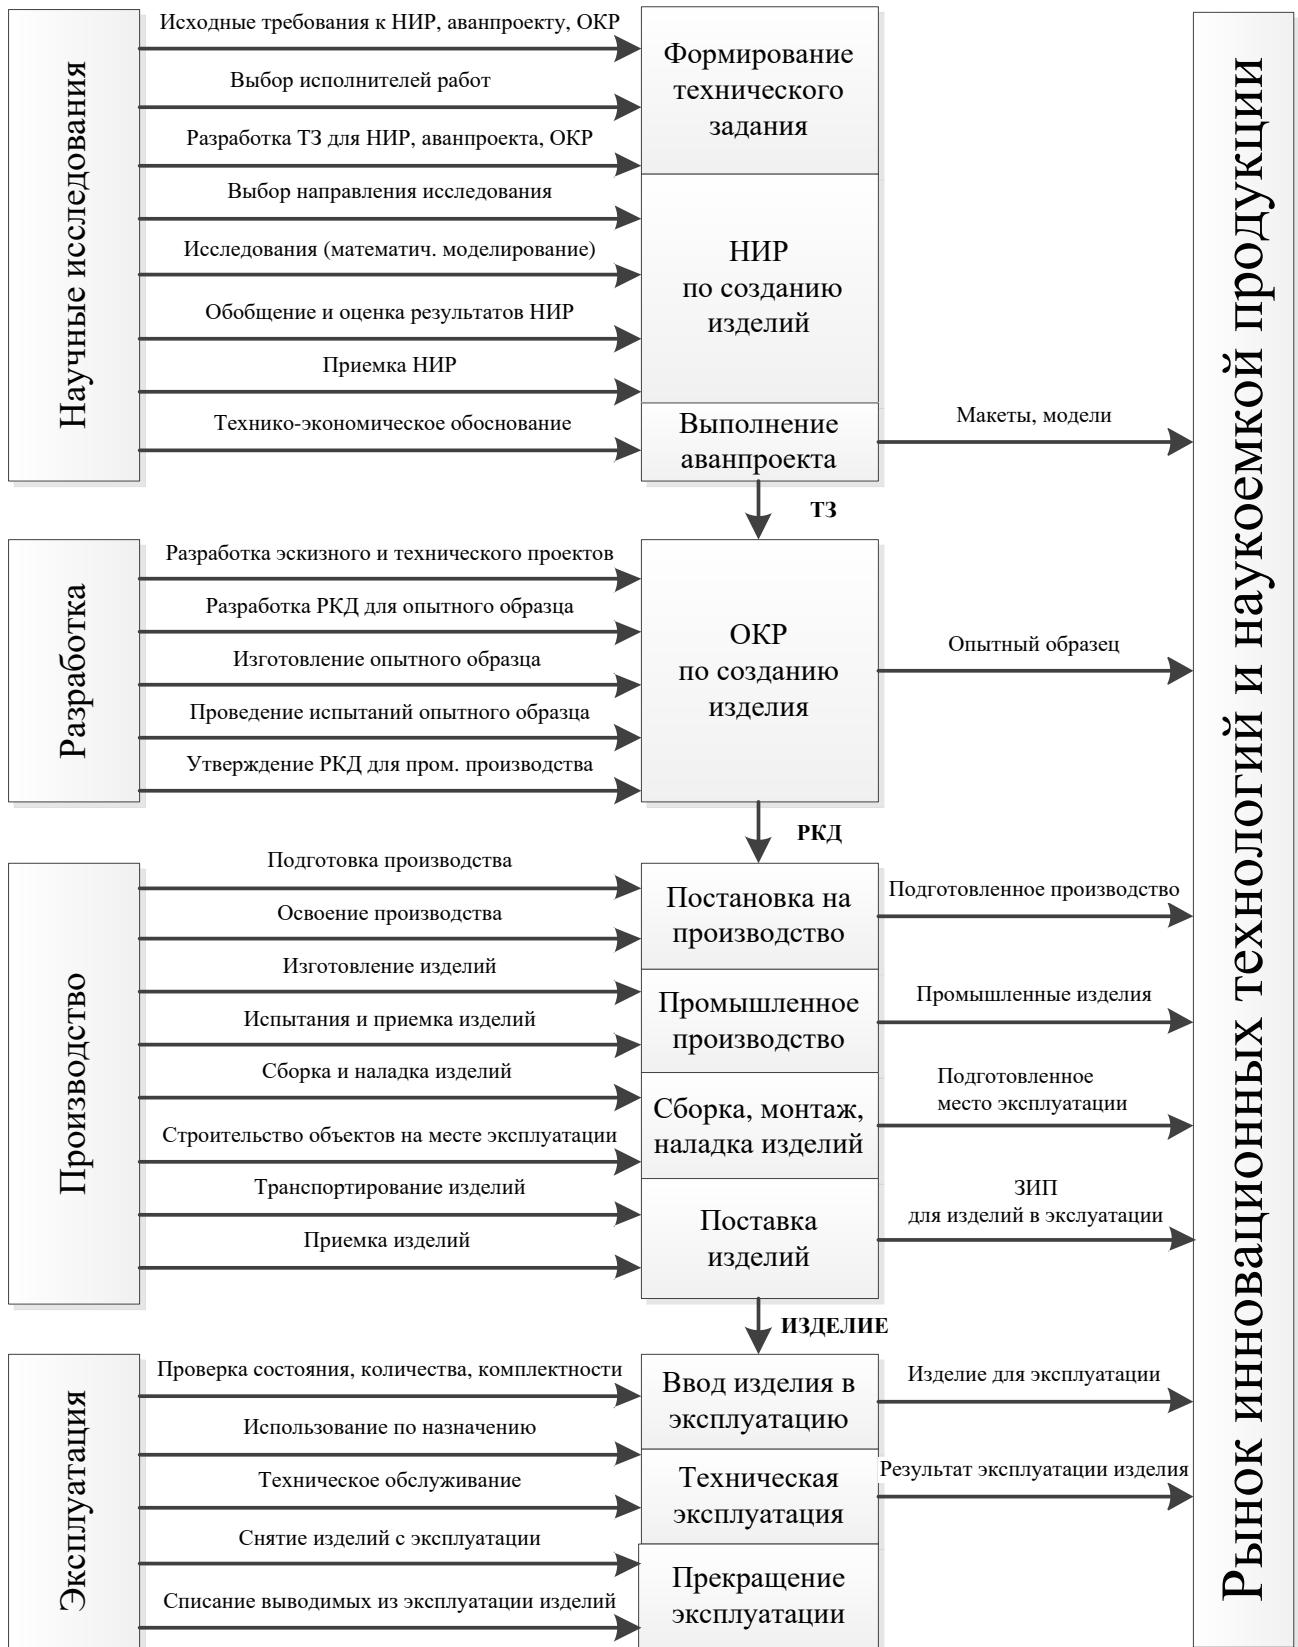 Научные исследования
Исходные требования к НИР, аванпроекту, ОКР
Выбор исполнителей работ
Разработка ТЗ для НИР, аванпроекта, ОКР
Выбор направления исследования
Исследования (математич. моделирование)
Обобщение и оценка результатов НИР
Приемка НИР
Технико-экономическое обоснование
Формирование
технического
задания
НИР
по созданию
изделий
Выполнение
аванпроекта
Макеты, модели
ТЗ
Разработка
Разработка эскизного и технического проектов
Разработка РКД для опытного образца
Изготовление опытного образца
Проведение испытаний опытного образца
Утверждение РКД для пром. производства
ОКР
по созданию
изделия
Опытный образец
РКД
Производство
Подготовка производства
Освоение производства
Изготовление изделий
Испытания и приемка изделий
Сборка и наладка изделий
Строительство объектов на месте эксплуатации
Транспортирование изделий
Приемка изделий
Постановка на
производство
Промышленное
производство
Сборка, монтаж,
наладка изделий
Поставка
изделий
Подготовленное производство
Промышленные изделия
Подготовленное
место эксплуатации
ЗИП
для изделий в экслуатации
ИЗДЕЛИЕ
Эксплуатация
Проверка состояния, количества, комплектности
Использование по назначению
Техническое обслуживание
Снятие изделий с эксплуатации
Списание выводимых из эксплуатации изделий
Ввод изделия в
эксплуатацию
Техническая
эксплуатация
Прекращение
эксплуатации
Изделие для эксплуатации
Результат эксплуатации изделия
Рынок инновационных технологий и наукоемкой продукции